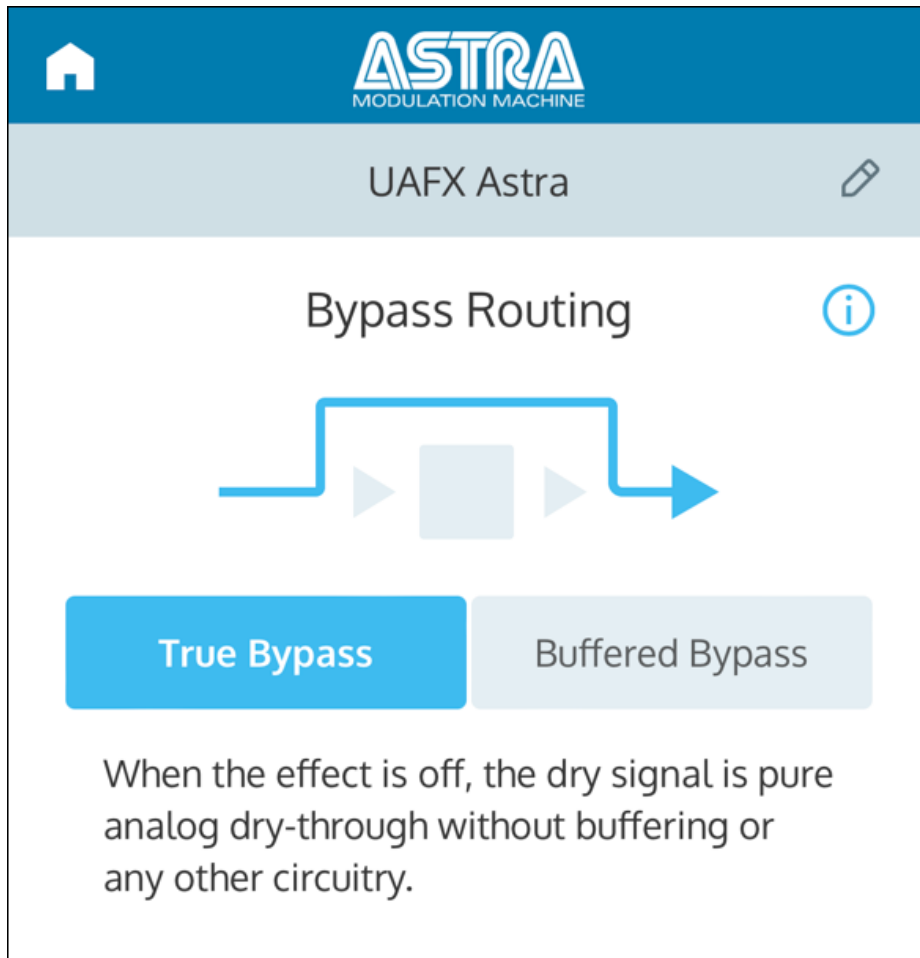 ASTRA
MODULATION MACHINE
UAFX Astra
Bypass Routing
i
True Bypass
Buffered Bypass
When the effect is off, the dry signal is pure
analog dry-through without buffering or
any other circuitry.